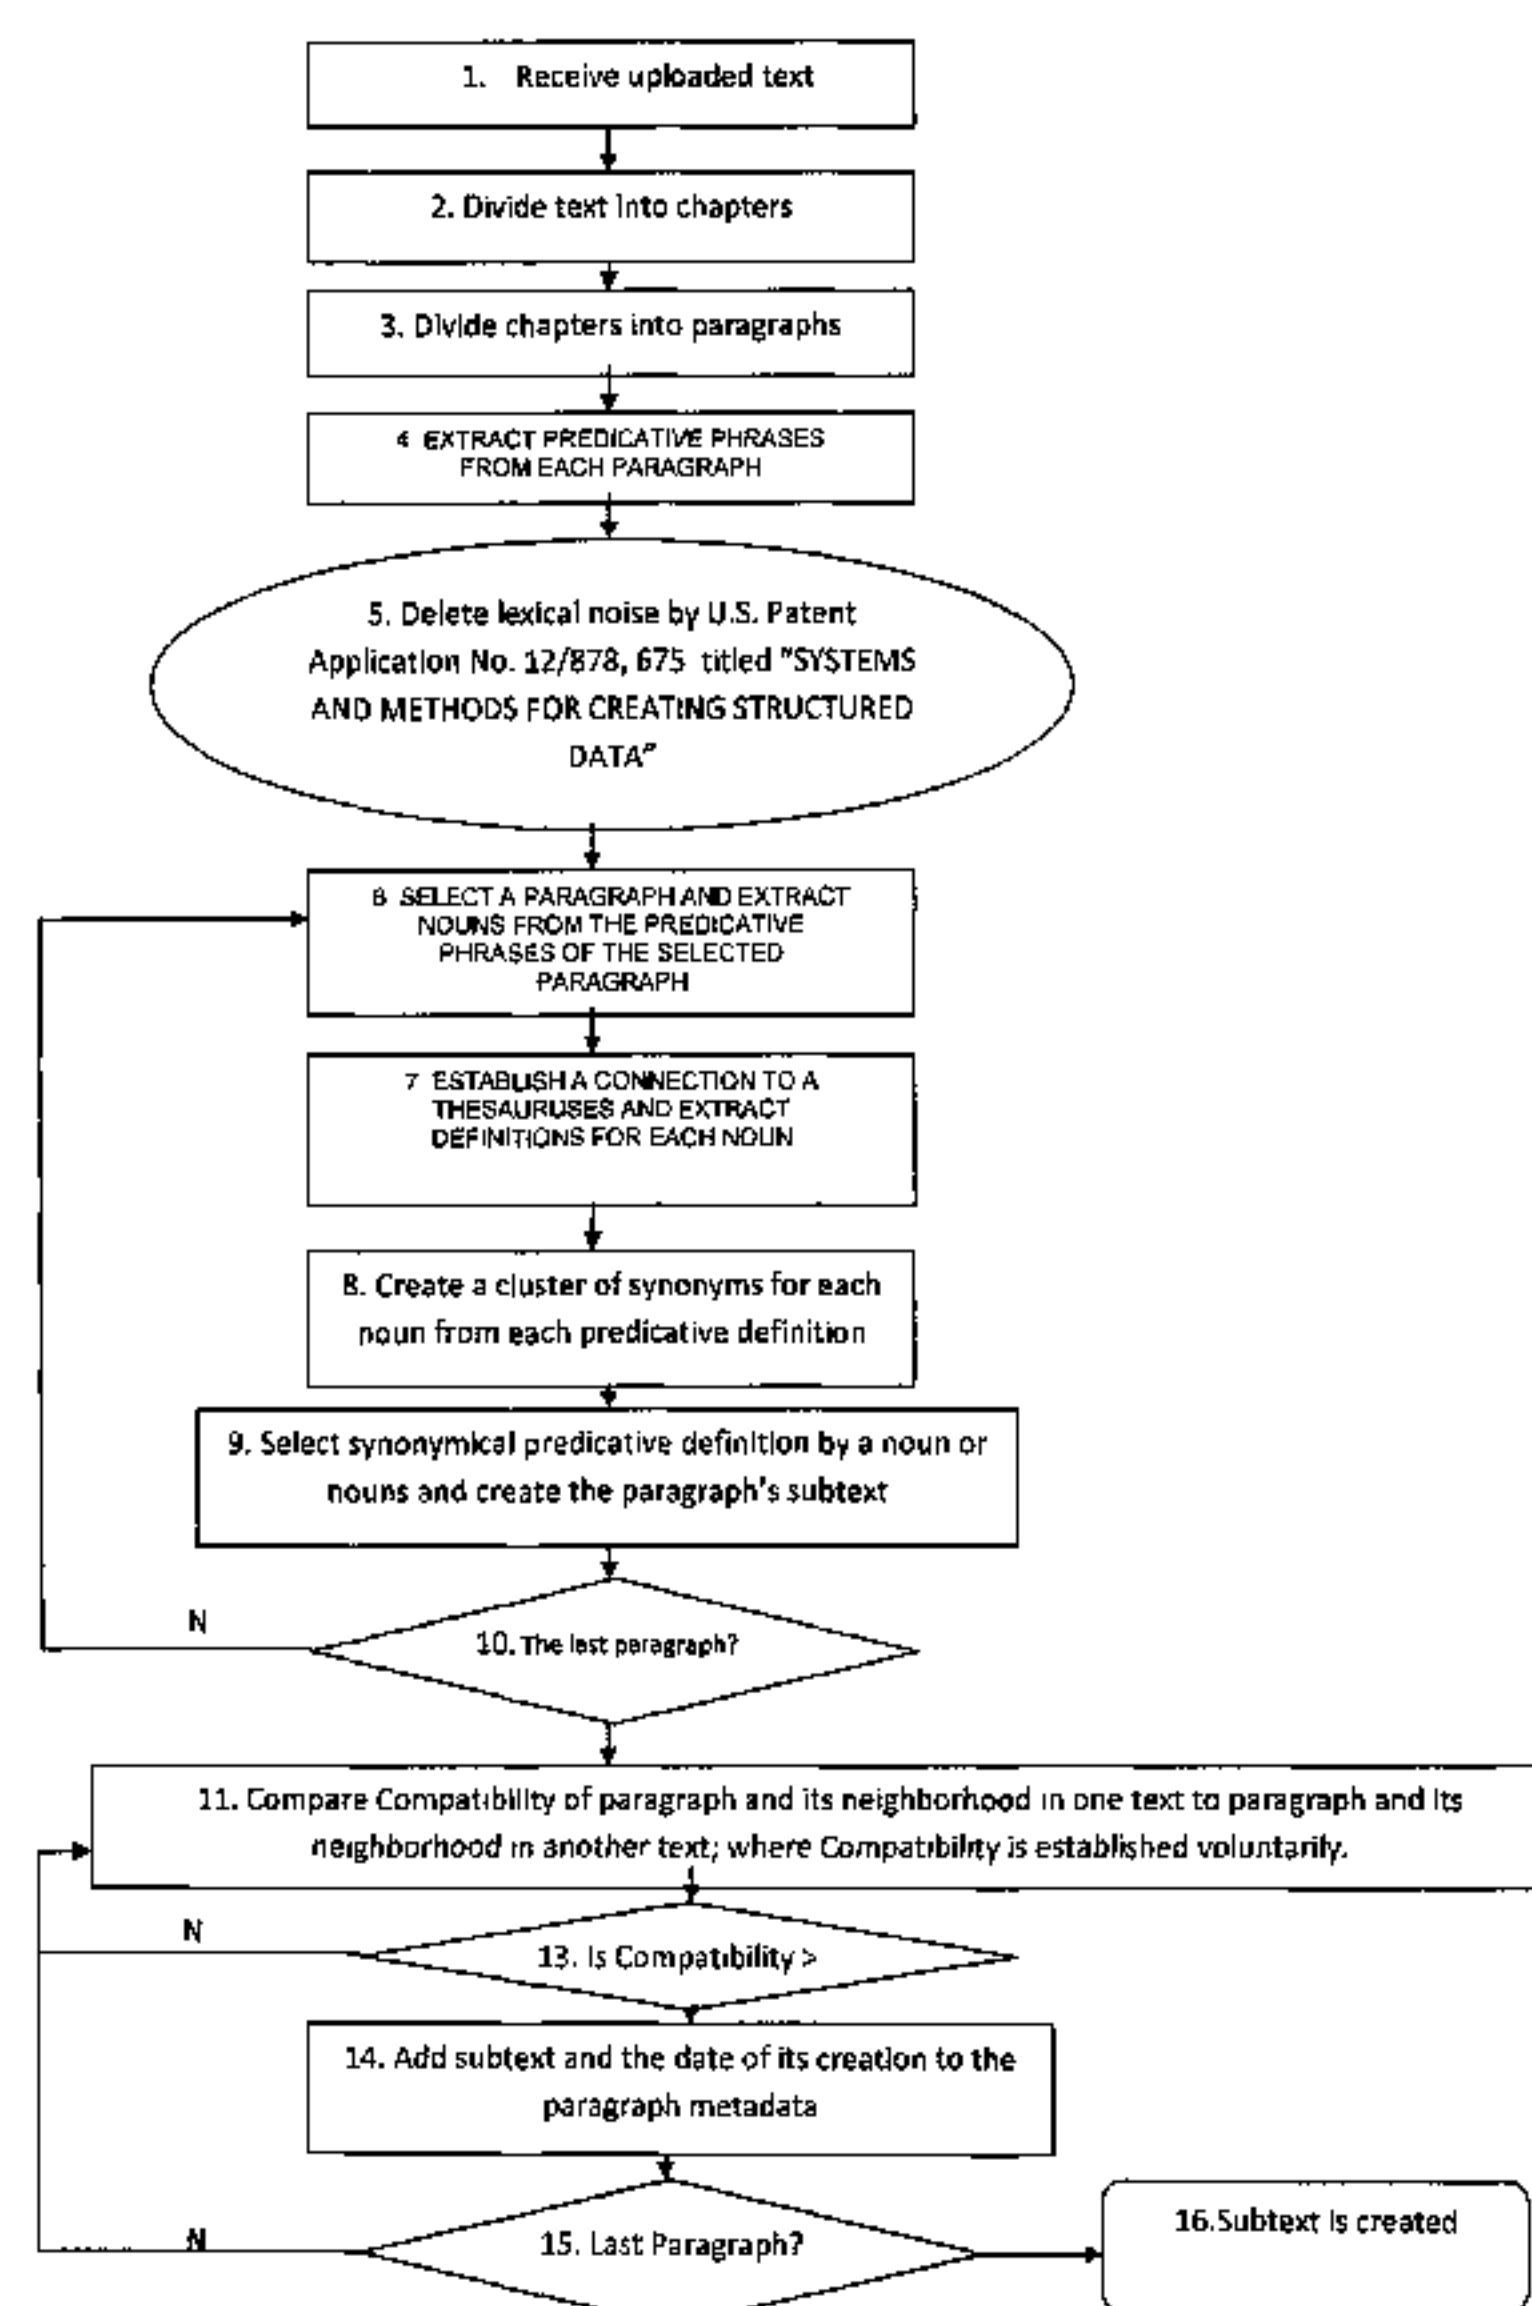 1. Receive uploaded text
2. Divide text into chapters
3. Divide chapters into paragraphs
4 EXTRACT PREDICATIVE PHRASES
FROM EACH PARAGRAPH
5. Delete lexical noise by U.S. Patent
Application No. 12/878, 675 titled "SYSTEMS
AND METHODS FOR CREATING STRUCTURED
DATA"
6 SELECT A PARAGRAPH AND EXTRACT
NOUNS FROM THE PREDICATIVE
PHRASES OF THE SELECTED
PARAGRAPH
7 ESTABLISH A CONNECTION TO A
THESAURUSES AND EXTRACT
DEFINITIONS FOR EACH NOUN
8. Create a cluster of synonyms for each
noun from each predicative definition
9. Select synonymical predicative definition by a noun or
nouns and create the paragraph's subtext
N
10. The last paragraph?
11. Compare Compatibility of paragraph and its neighborhood in one text to paragraph and its
neighborhood in another text; where Compatibility is established voluntarily.
N
13. Is Compatibility >
14. Add subtext and the date of its creation to the
paragraph metadata
N
15. Last Paragraph?
16.Subtext is created